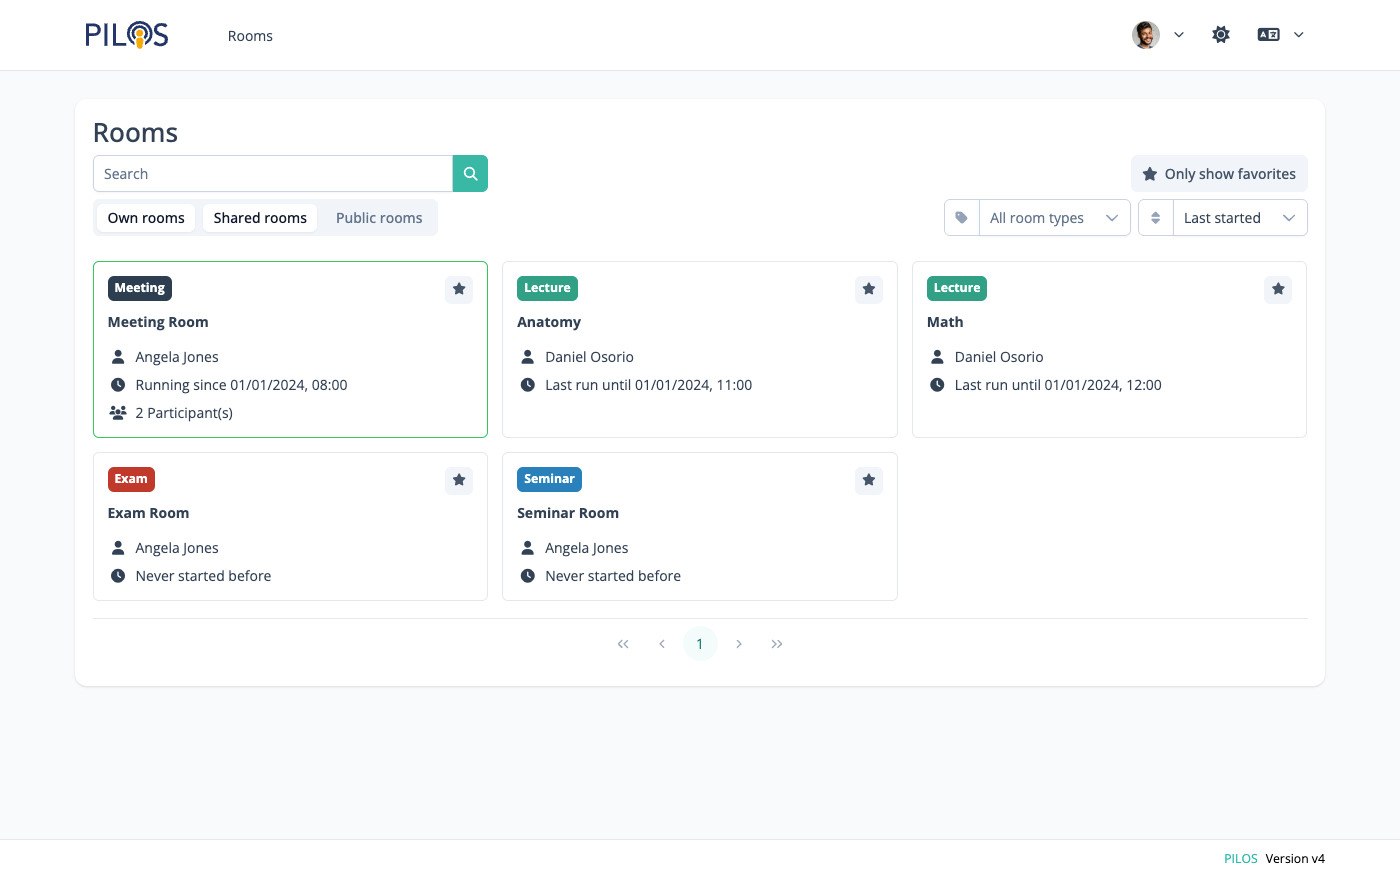 PILOS
Rooms
Rooms
Search
Only show favorites
Own rooms Shared rooms Public rooms
All room types
Last started
Meeting
Meeting Room
Angela Jones
Running since 01/01/2024, 08:00
2 Participant(s)
Lecture
Anatomy
Daniel Osorio
Last run until 01/01/2024, 11:00
Lecture
Math
Daniel Osorio
Last run until 01/01/2024, 12:00
Exam
Exam Room
Angela Jones
Never started before
Seminar
Seminar Room
Angela Jones
Never started before
1
PILOS Version v4